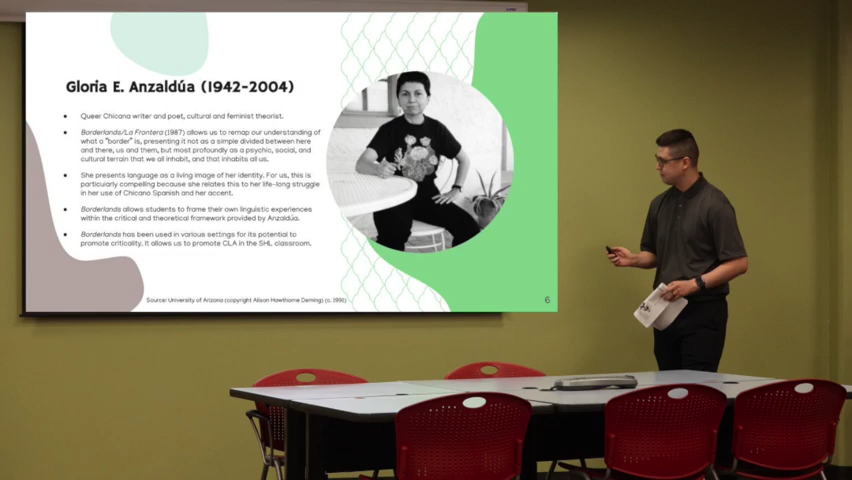 Gloria E. Anzaldúa (1942-2004)
Queer Chicana writer and poet, cultural and feminist theorist.
Borderlands/La Frontera (1987) allows us to remap our understanding of
what a "border" is, presenting it not as a simple divided between here
and there, us and them, but most profoundly as a psychic, social, and
cultural terrain that we all inhabit, and that inhabits all us.
She presents language as a living image of her identity. For us, this is
particularly compelling because she relates this to her life-long struggle
in her use of Chicano Spanish and her accent.
Borderlands allows students to frame their own linguistic experiences
within the critical and theoretical framework provided by Anzaldúa.
Borderlands has been used in various settings for its potential to
promote criticality. It allows us to promote CLA in the SHL classroom.
Source: University of Arizona (copyright Alison Hawthorne Deming) (c. 1991)
6